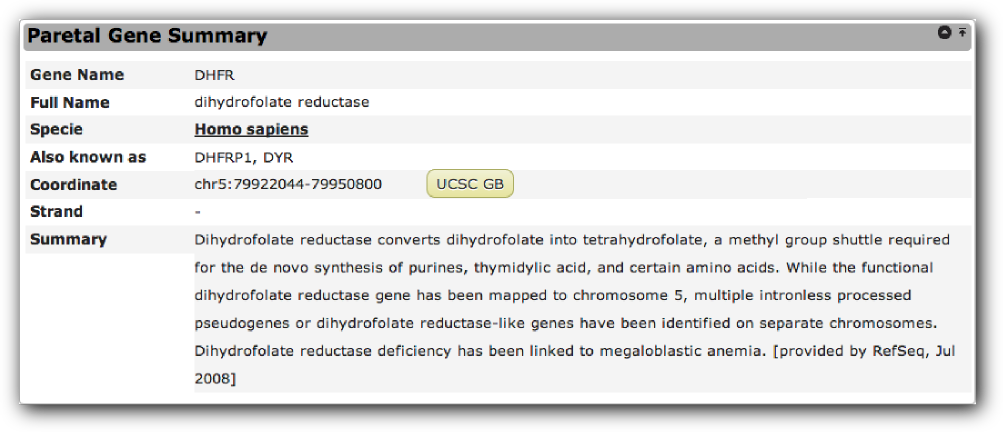 Paretal Gene Summary
Gene Name DHFR
Full Name dihydrofolate reductase
Specie Homo sapiens
Also known as DHFRP1, DYR
Coordinate chr5:79922044-79950800 UCSC GB
Strand -
Summary Dihydrofolate reductase converts dihydrofolate into tetrahydrofolate, a methyl group shuttle required
for the de novo synthesis of purines, thymidylic acid, and certain amino acids. While the functional
dihydrofolate reductase gene has been mapped to chromosome 5, multiple intronless processed
pseudogenes or dihydrofolate reductase-like genes have been identified on separate chromosomes.
Dihydrofolate reductase deficiency has been linked to megaloblastic anemia. [provided by RefSeq, Jul
2008]